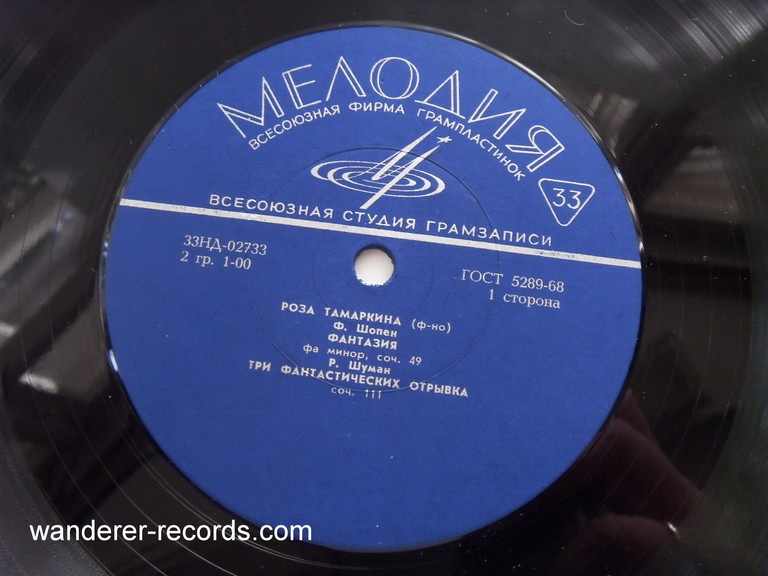 МЕЛОДИЯ
ВСЕСОЮЗНАЯ ФИРМА ГРАМПЛАСТИНОК
33
ВСЕСОЮЗНАЯ СТУДИЯ ГРАМЗАПИСИ
33НД-02733
2 гр. 1-00
ГОСТ 5289-68
1 сторона
РОЗА ТАМАРКИНА (ф-но)
Ф. Шопен
ФАНТАЗИЯ
фа минор, соч. 49
Р. Шуман
ТРИ ФАНТАСТИЧЕСКИХ ОТРЫВКА
соч. 111
wanderer-records.com